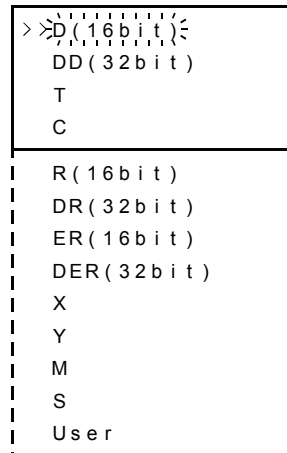 >>D(16bit)
DD(32bit)
T
C
R(16bit)
DR(32bit)
ER(16bit)
DER(32bit)
X
Y
M
S
User